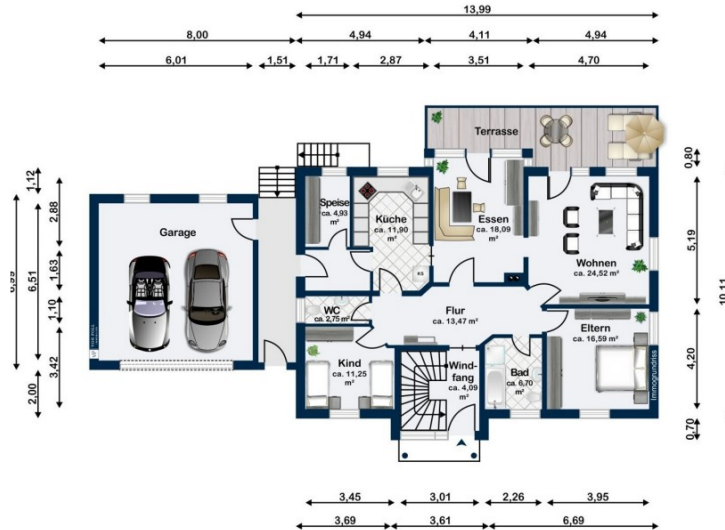 13,99
8,00 4,94 4,11 4,94
6,01 1,51 1,71 2,87 3,51 4,70
Terrasse
0,80
1,12
2,88
5,19
Speise
ca. 4,93
m²
Küche
ca. 11,90
m²
Essen
ca. 18,09
m²
Garage
6,51
1,63
Wohnen
ca. 24,52 m²
KS
10,11
1,10
WC
ca. 2,75 m²
Flur
ca. 13,47 m²
Eltern
ca. 16,59 m²
3,42
Kind
ca. 11,25
m²
Wind-
fang
ca. 4,09
m²
Bad
ca. 6,70
m²
4,20
Immogrundriss
2,00
0,70
3,45 3,01 2,26 3,95
3,69 3,61 6,69